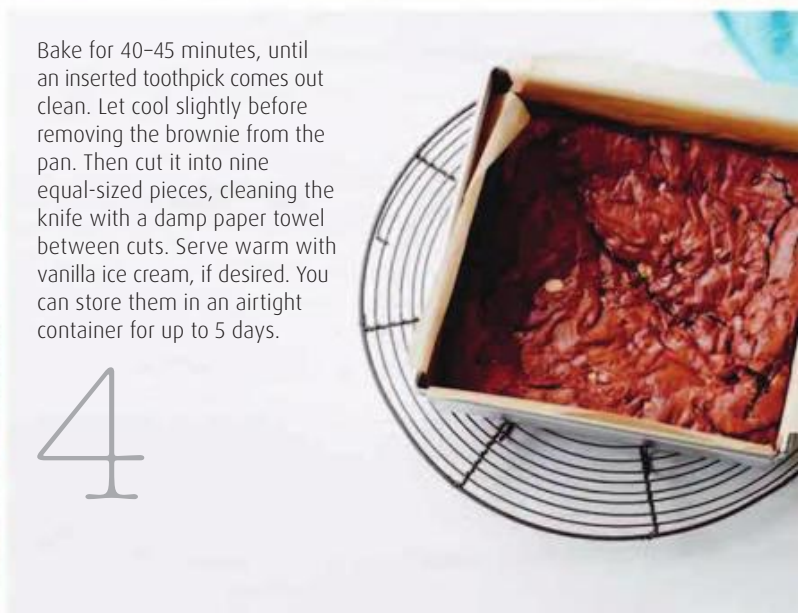 Bake for 40–45 minutes, until
an inserted toothpick comes out
clean. Let cool slightly before
removing the brownie from the
pan. Then cut it into nine
equal-sized pieces, cleaning the
knife with a damp paper towel
between cuts. Serve warm with
vanilla ice cream, if desired. You
can store them in an airtight
container for up to 5 days.
4